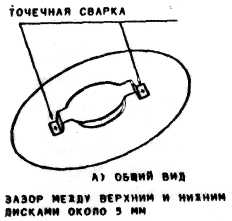 ТОЧЕЧНАЯ СВАРКА
А) ОБЩИЙ ВИД
ЗАЗОР МЕЖДУ ВЕРХНИМ И НИЖНИМ
ДИСКАМИ ОКОЛО 5 ММ